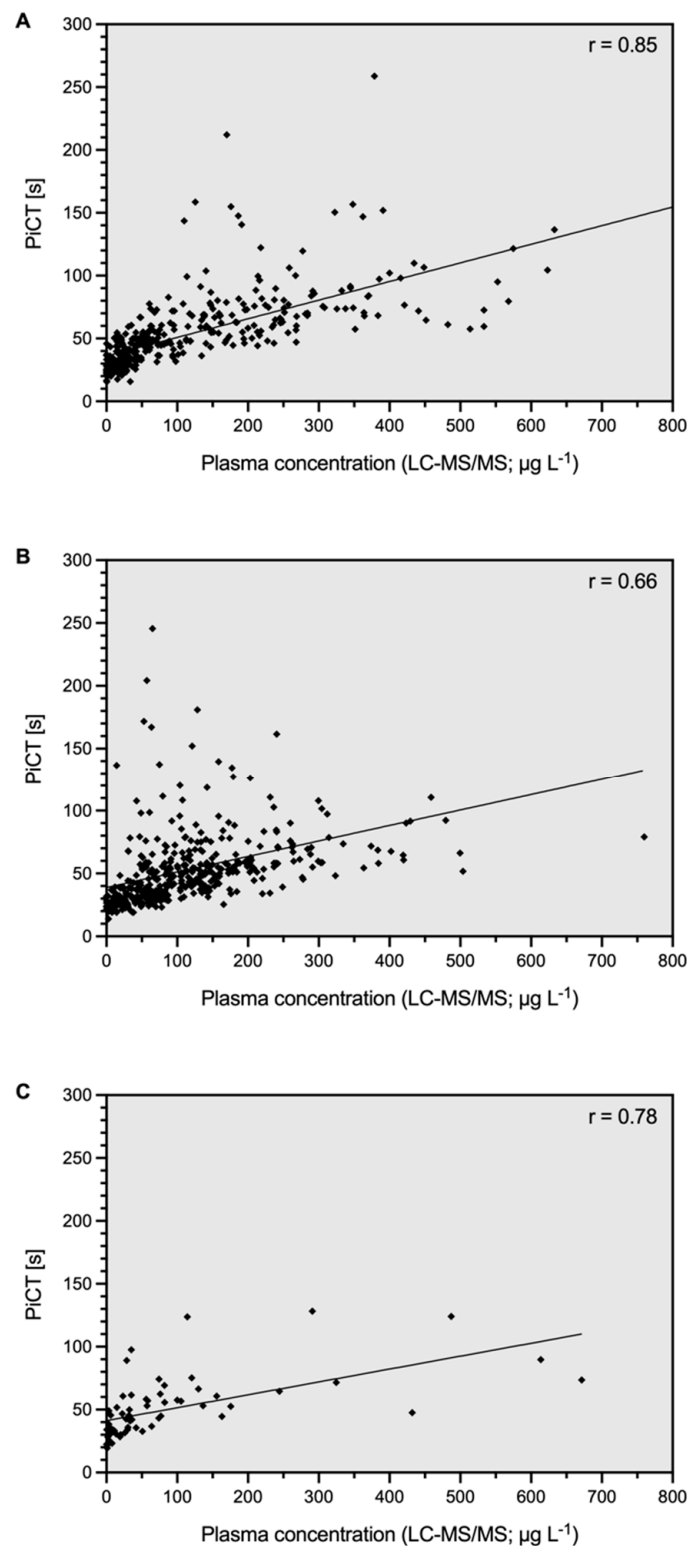 A
r = 0.85
300
250
200
150
100
50
0
PiCT [s]
0 100 200 300 400 500 600 700 800
Plasma concentration (LC-MS/MS; µg L-1)
B
r = 0.66
300
250
200
150
100
50
0
PiCT [s]
0 100 200 300 400 500 600 700 800
Plasma concentration (LC-MS/MS; µg L-1)
C
r = 0.78
300
250
200
150
100
50
0
PiCT [s]
0 100 200 300 400 500 600 700 800
Plasma concentration (LC-MS/MS; µg L-1)